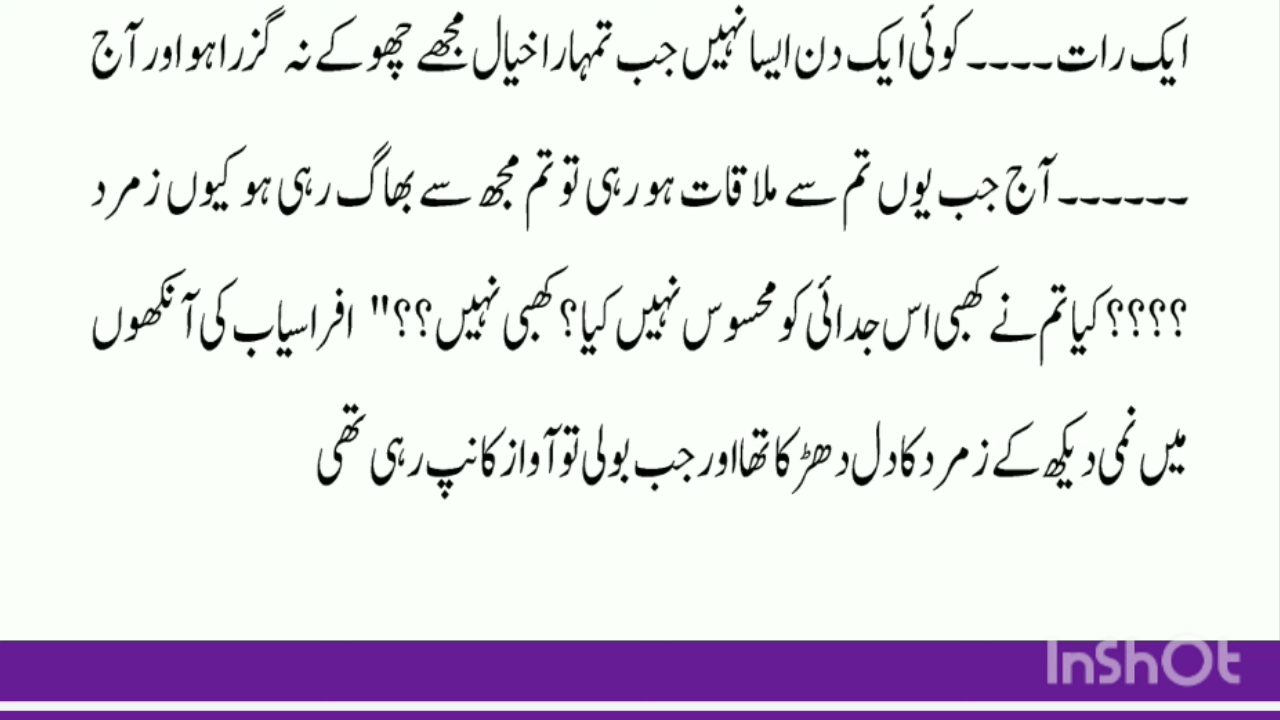 ایک رات۔۔۔۔ کوئی ایک دن ایسا نہیں جب تمہارا خیال مجھے چھو کے نہ گزرا ہو اور آج
۔۔۔۔۔۔ آج جب یوں تم سے ملاقات ہو رہی تو تم مجھ سے بھاگ رہی ہو کیوں زمرد
؟؟؟؟ کیا تم نے کھبی اس جدائی کو محسوس نہیں کیا؟ کھبی نہیں؟؟" افراسیاب کی آنکھوں
میں نمی دیکھ کے زمرد کا دل دھڑکا تھا اور جب بولی تو آواز کانپ رہی تھی
InShOt